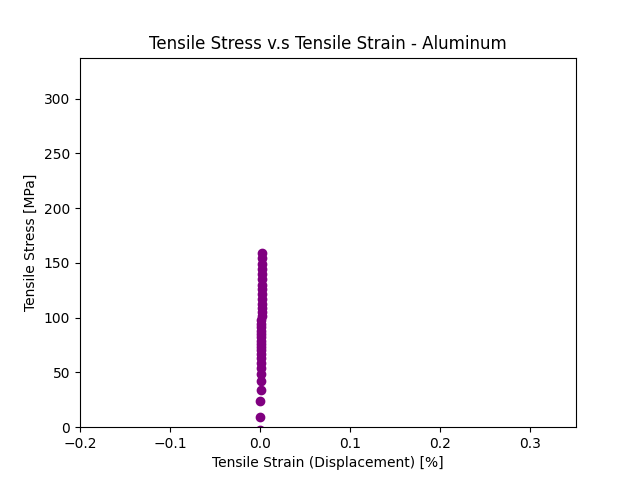 Tensile Stress v.s Tensile Strain - Aluminum
300
250
200
150
100
50
0
Tensile Stress [MPa]
−0.2 −0.1 0.0 0.1 0.2 0.3
Tensile Strain (Displacement) [%]